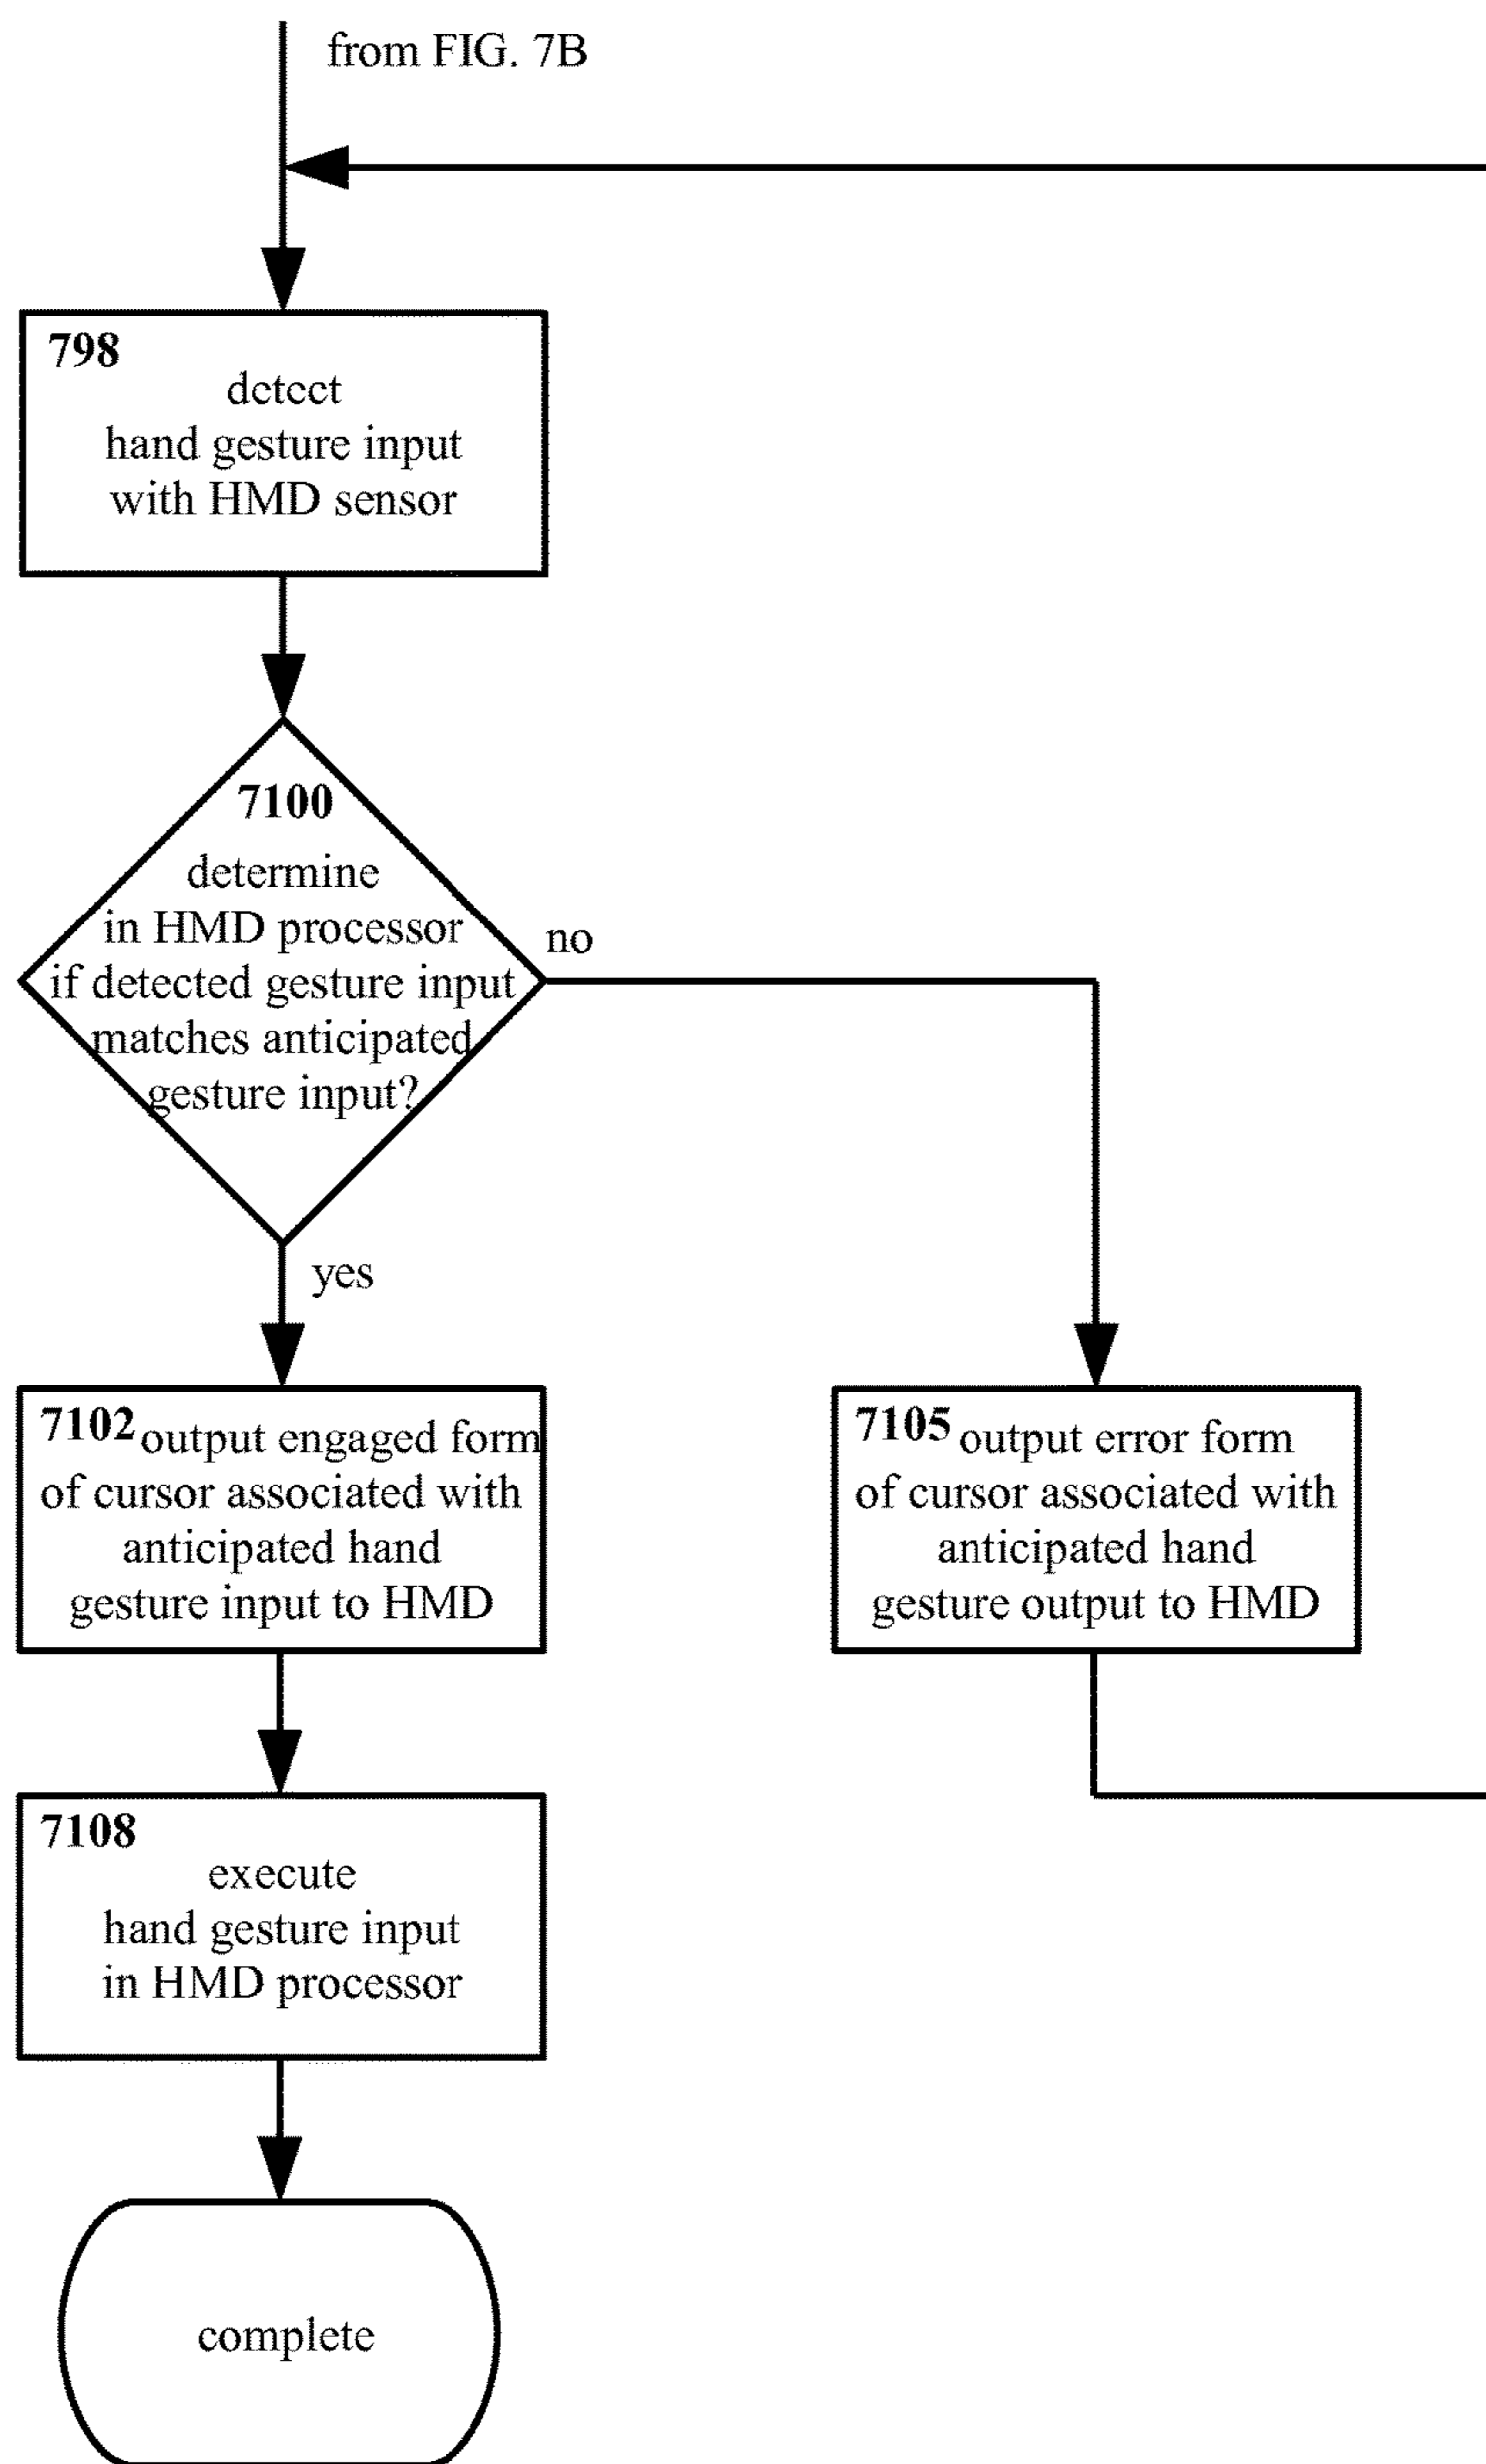 from FIG. 7B
798
detect
hand gesture input
with HMD sensor
7100
determine
in HMD processor
if detected gesture input
matches anticipated
gesture input?
no
yes
7102 output engaged form
of cursor associated with
anticipated hand
gesture input to HMD
7105 output error form
of cursor associated with
anticipated hand
gesture output to HMD
7108
execute
hand gesture input
in HMD processor
complete